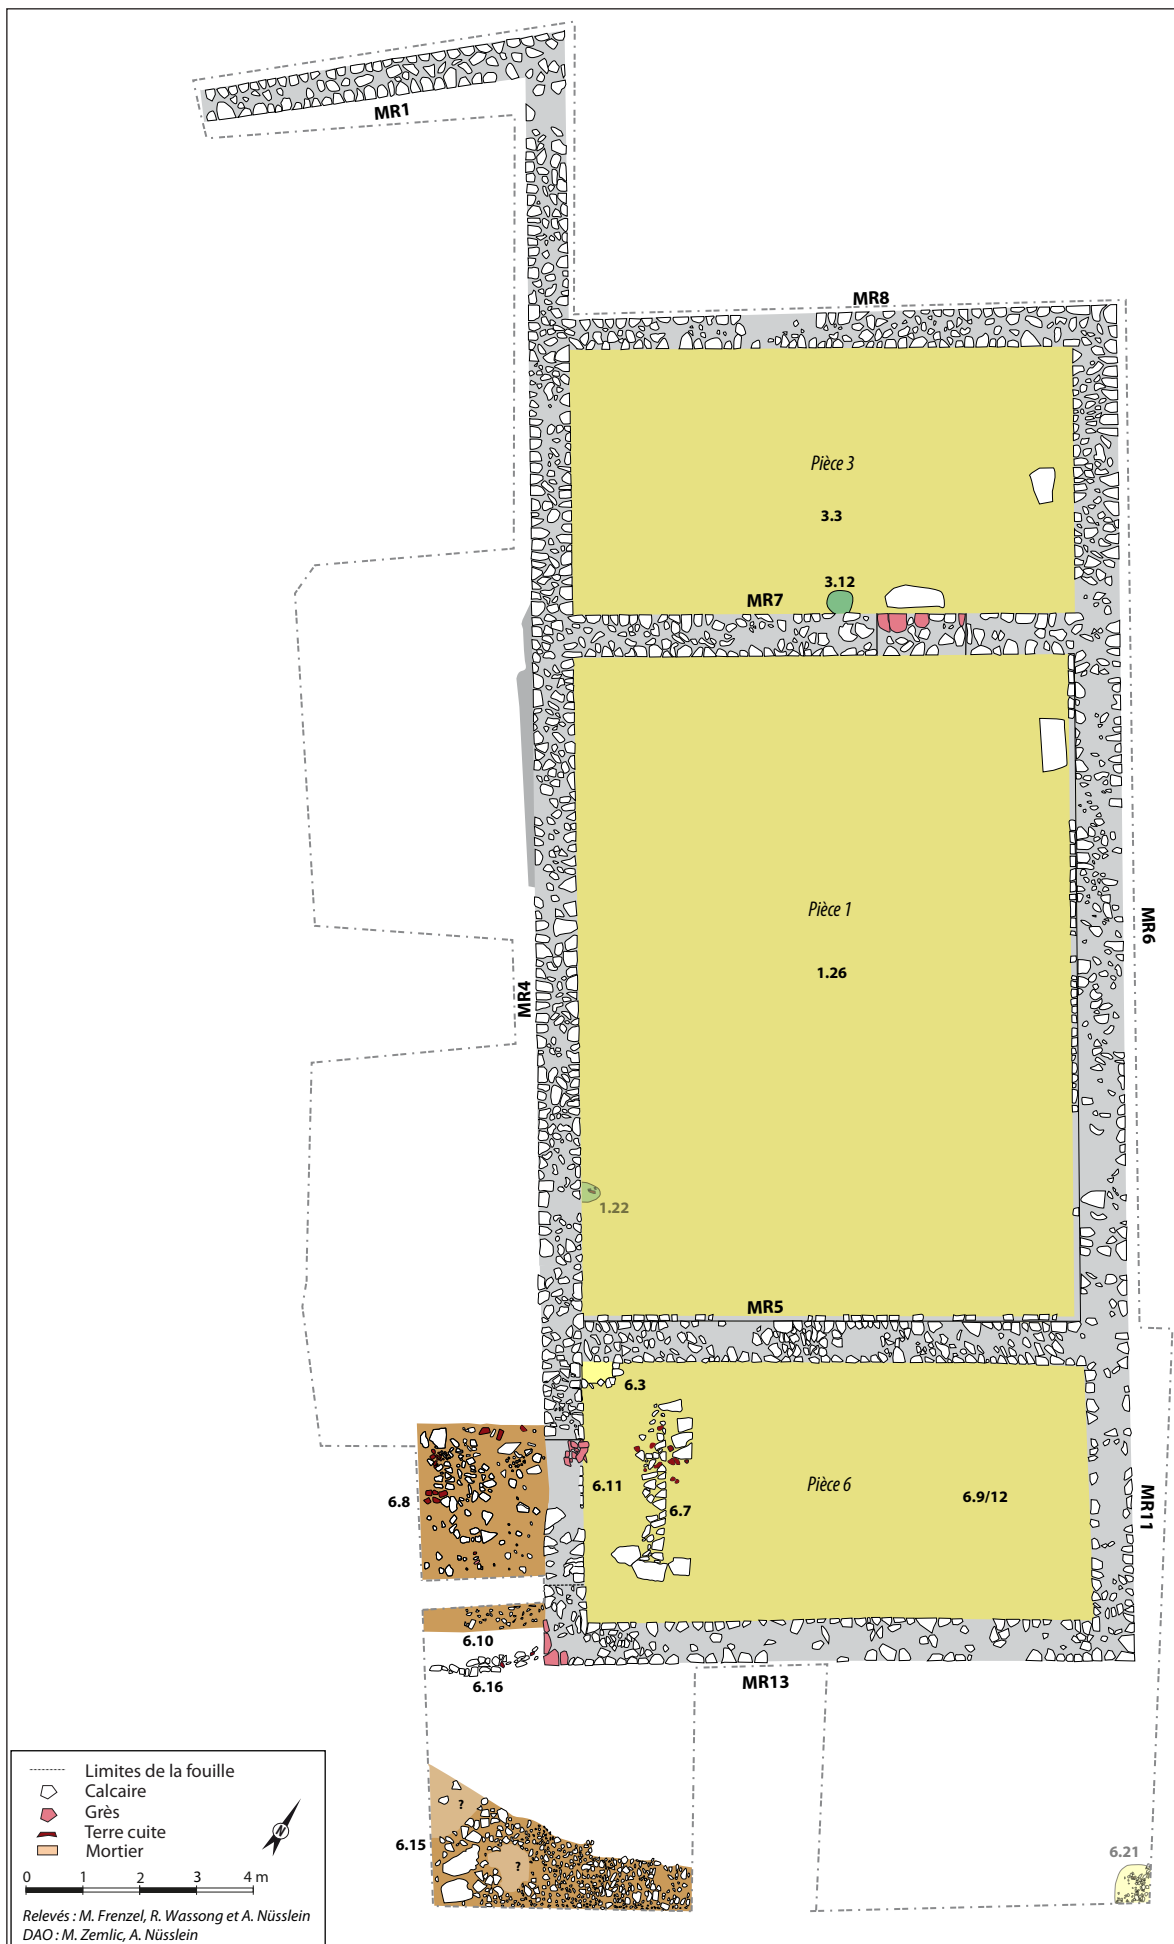 MR1
MR8
Pièce 3
3.3
3.12
MR7
Pièce 1
1.26
MR6
MR4
1.22
MR5
6.3
6.8
6.11
6.7
Pièce 6
6.9/12
MR11
6.10
6.16
MR13
6.15
?
?
6.21
Limites de la fouille
Calcaire
Grès
Terre cuite
Mortier
N
0 1 2 3 4 m
Relevés : M. Frenzel, R. Wassong et A. Nüsslein
DAO : M. Zemlic, A. Nüsslein